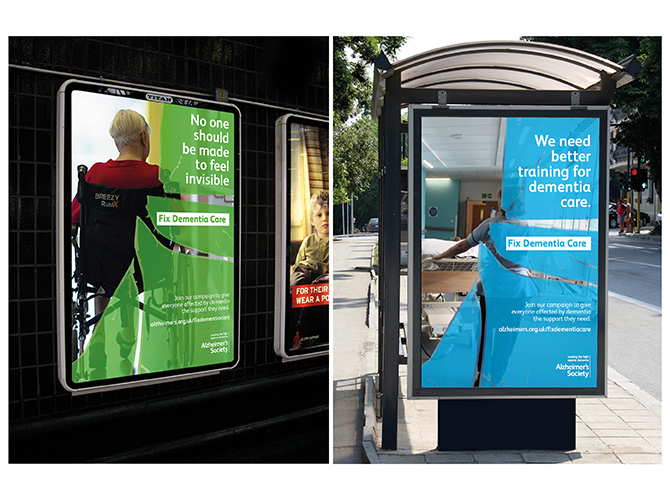 TITAN
No one
should
be made
to feel
invisible
BREEZY
RubiX
Fix Dementia Care
Join our campaign to give
everyone affected by dementia
the support they need.
alzheimers.org.uk/fixdementiacare
Leading the fight
against dementia
Alzheimer's
Society
FOR THEIR
WEAR A
We need
better
training for
dementia
care.
Fix Dementia Care
Join our campaign to give
everyone affected by dementia
the support they need.
alzheimers.org.uk/fixdementiacare
Leading the fight
against dementia
Alzheimer's
Society